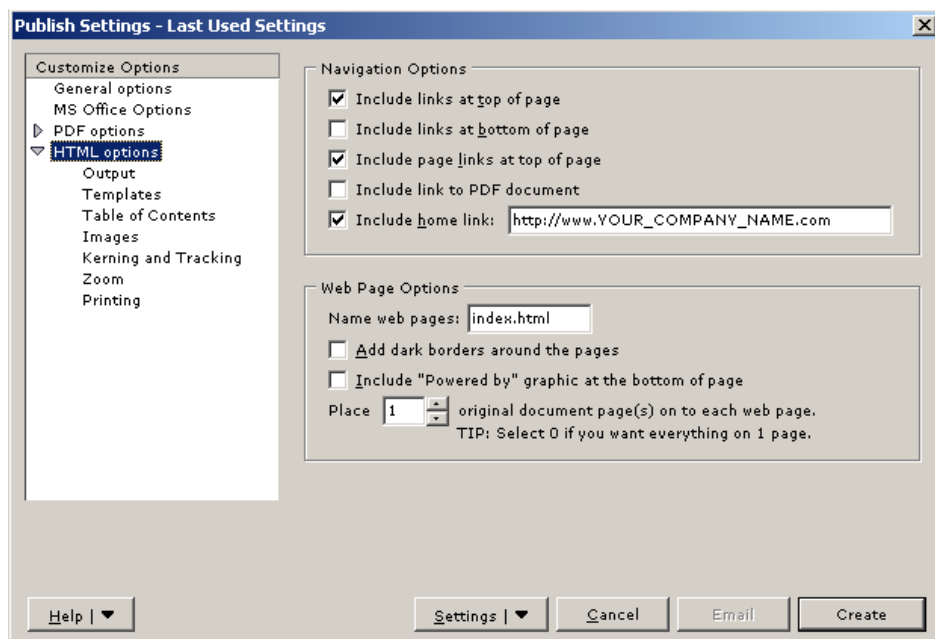 Publish Settings - Last Used Settings
Customize Options
General options
MS Office Options
PDF options
HTML options
Output
Templates
Table of Contents
Images
Kerning and Tracking
Zoom
Printing
Navigation Options
Include links at top of page
Include links at bottom of page
Include page links at top of page
Include link to PDF document
Include home link: http://www.YOUR_COMPANY_NAME.com
Web Page Options
Name web pages: index.html
Add dark borders around the pages
Include "Powered by" graphic at the bottom of page
Place 1 original document page(s) on to each web page.
TIP: Select 0 if you want everything on 1 page.
Help | Settings | Cancel Email Create